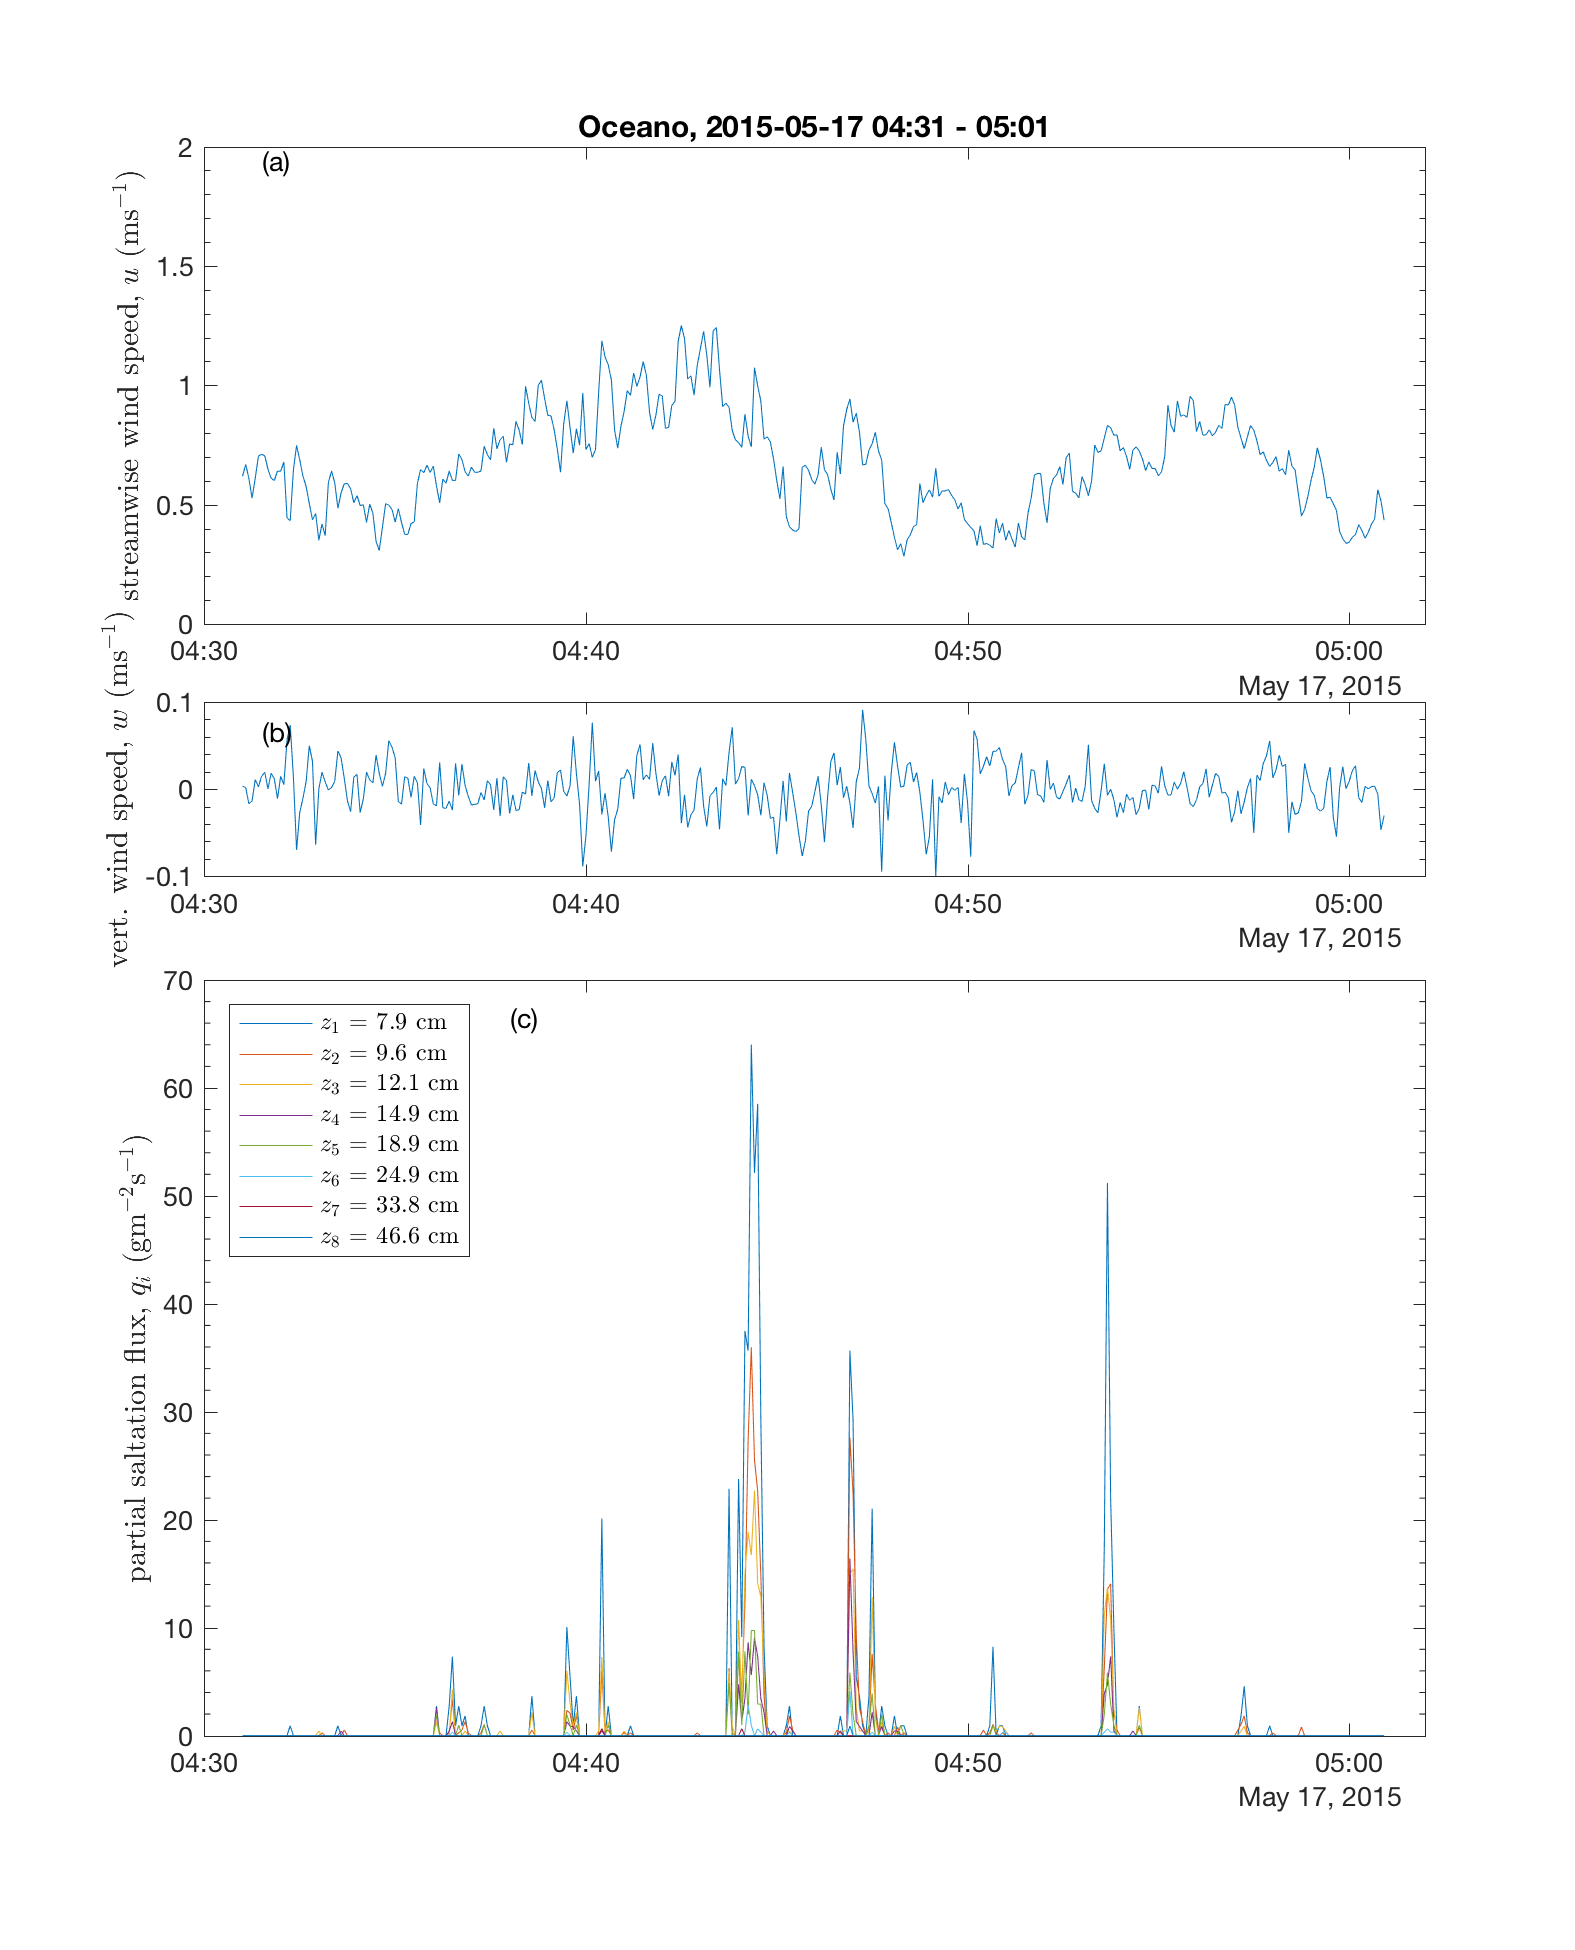 Oceano, 2015-05-17 04:31 - 05:01
(a)
streamwise wind speed, u (ms⁻¹)
2
1.5
1
0.5
0
04:30 04:40 04:50 05:00
May 17, 2015
(b)
vert. wind speed, w (ms⁻¹)
0.1
0
-0.1
04:30 04:40 04:50 05:00
May 17, 2015
(c)
partial saltation flux, qᵢ (gm⁻²s⁻¹)
70
60
50
40
30
20
10
0
z₁ = 7.9 cm
z₂ = 9.6 cm
z₃ = 12.1 cm
z₄ = 14.9 cm
z₅ = 18.9 cm
z₆ = 24.9 cm
z₇ = 33.8 cm
z₈ = 46.6 cm
04:30 04:40 04:50 05:00
May 17, 2015